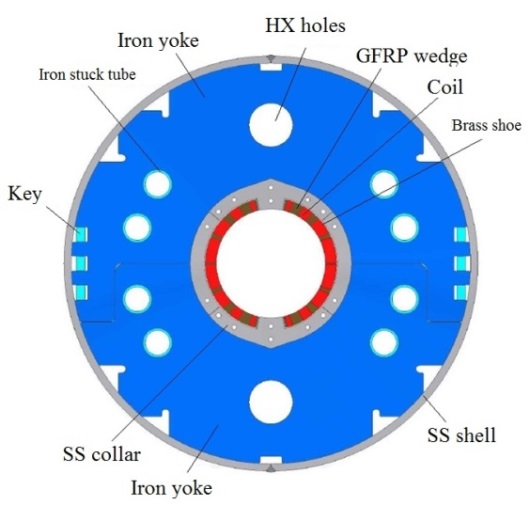 HX holes
Iron yoke
GFRP wedge
Iron stuck tube
Coil
Brass shoe
Key
SS shell
SS collar
Iron yoke